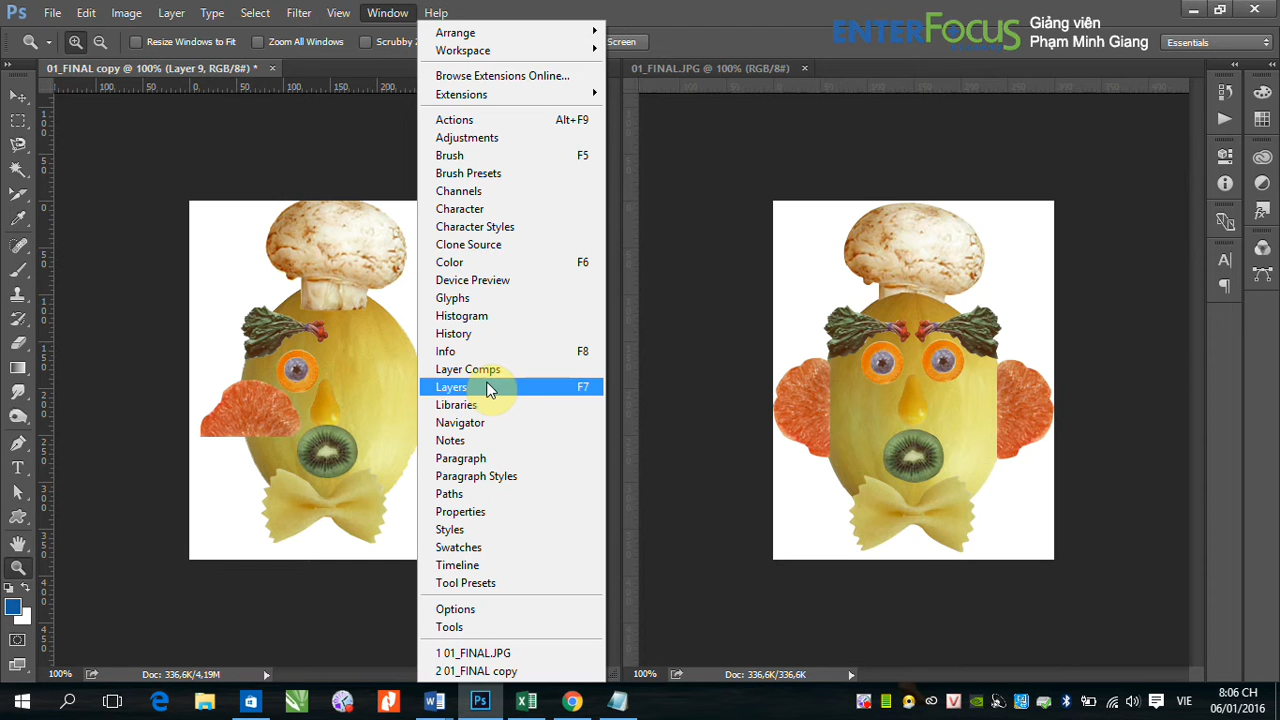 Ps File Edit Image Layer Type Select Filter View Window Help
ENTERFOCUS
Giảng viên
Phạm Minh Giang
Resize Windows to Fit Zoom All Windows Scrubby Screen Essentials
01_FINAL copy @ 100% (Layer 9, RGB/8#) * ×
01_FINAL.JPG @ 100% (RGB/8#) ×
Arrange
Workspace
Browse Extensions Online...
Extensions
Actions Alt+F9
Adjustments
Brush F5
Brush Presets
Channels
Character
Character Styles
Clone Source
Color F6
Device Preview
Glyphs
Histogram
History
Info F8
Layer Comps
Layers F7
Libraries
Navigator
Notes
Paragraph
Paragraph Styles
Paths
Properties
Styles
Swatches
Timeline
Tool Presets
Options
Tools
1 01_FINAL.JPG
2 01_FINAL copy
100% Doc: 336,6K/4,19M
100% Doc: 336,6K/336,6K
VIE
8:06 CH
06/01/2016